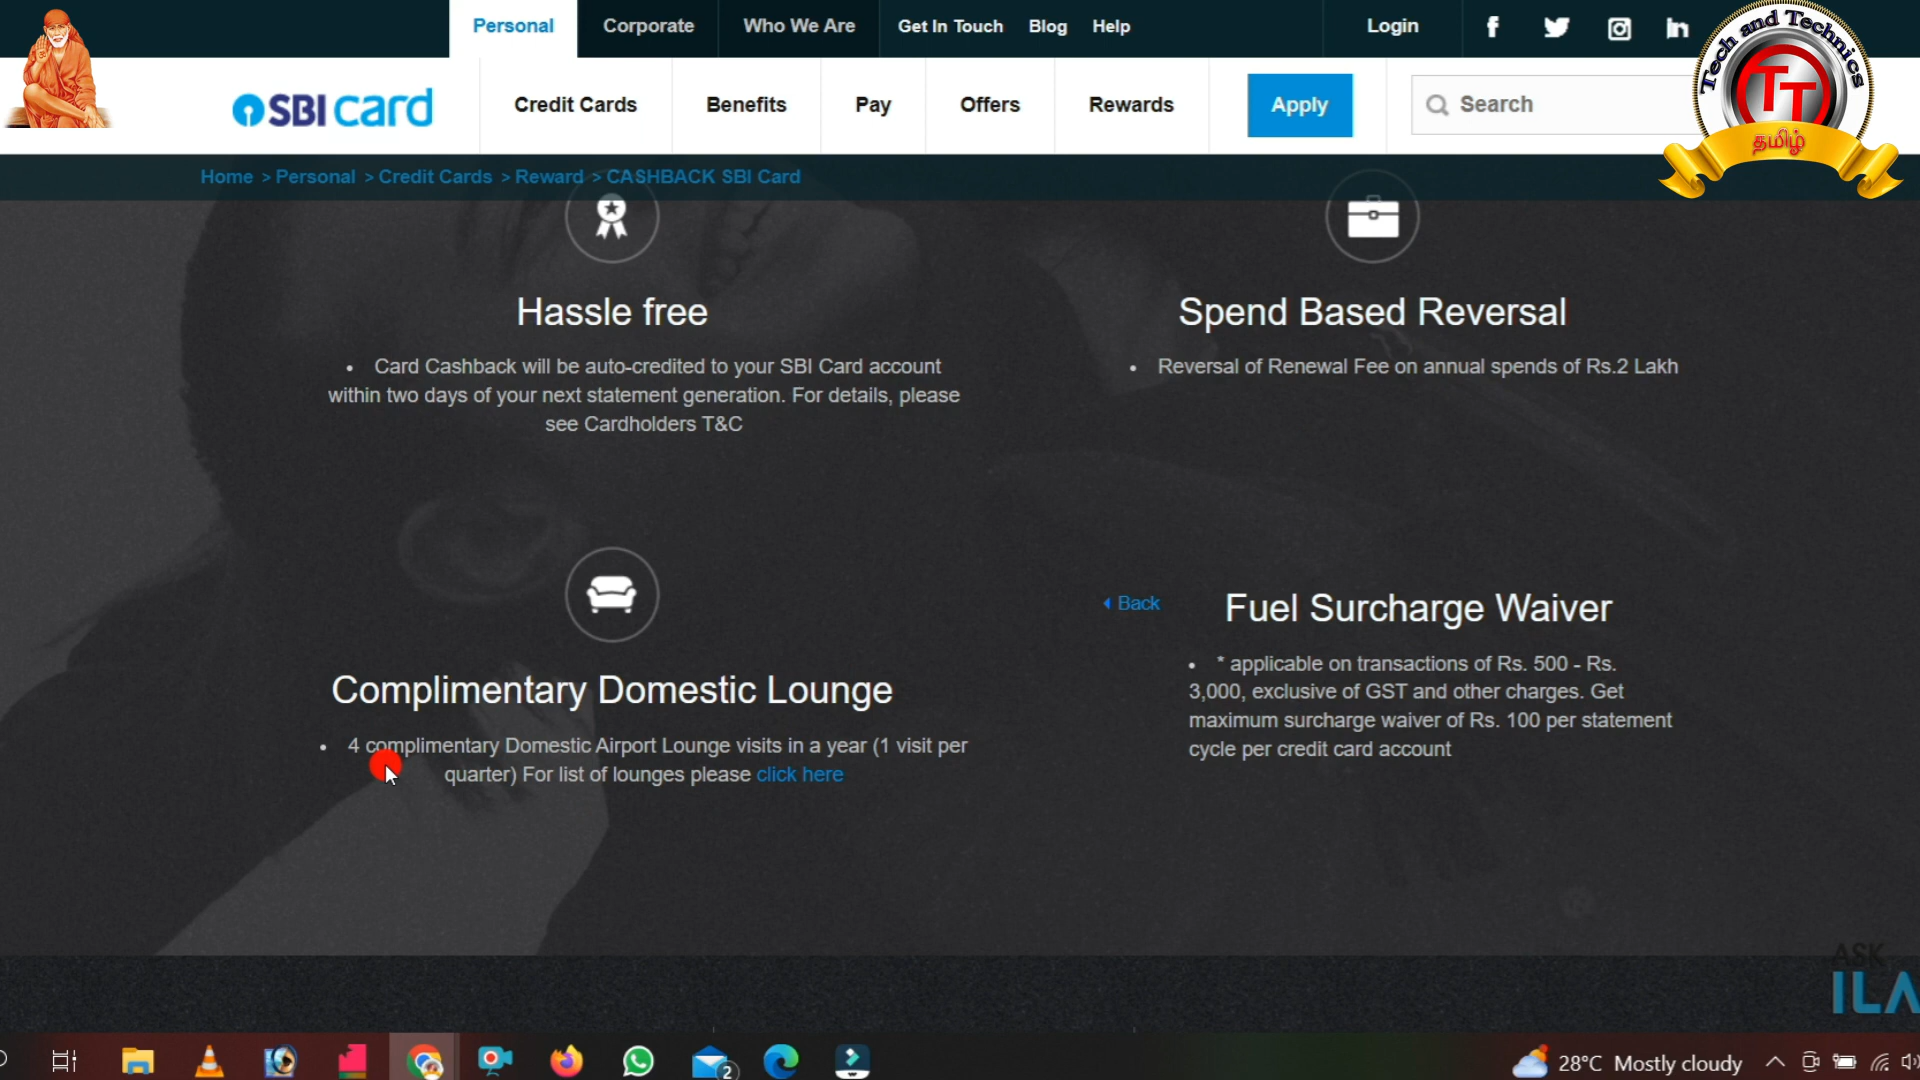 Personal Corporate Who We Are Get In Touch Blog Help Login
Tech and Technics
TT
தமிழ்
SBI card Credit Cards Benefits Pay Offers Rewards Apply Search
Home > Personal > Credit Cards > Reward > CASHBACK SBI Card
Hassle free
• Card Cashback will be auto-credited to your SBI Card account
within two days of your next statement generation. For details, please
see Cardholders T&C
Spend Based Reversal
• Reversal of Renewal Fee on annual spends of Rs.2 Lakh
Complimentary Domestic Lounge
• 4 complimentary Domestic Airport Lounge visits in a year (1 visit per
quarter) For list of lounges please click here
Back
Fuel Surcharge Waiver
• * applicable on transactions of Rs. 500 - Rs.
3,000, exclusive of GST and other charges. Get
maximum surcharge waiver of Rs. 100 per statement
cycle per credit card account
ASK
ILA
2
28°C Mostly cloudy